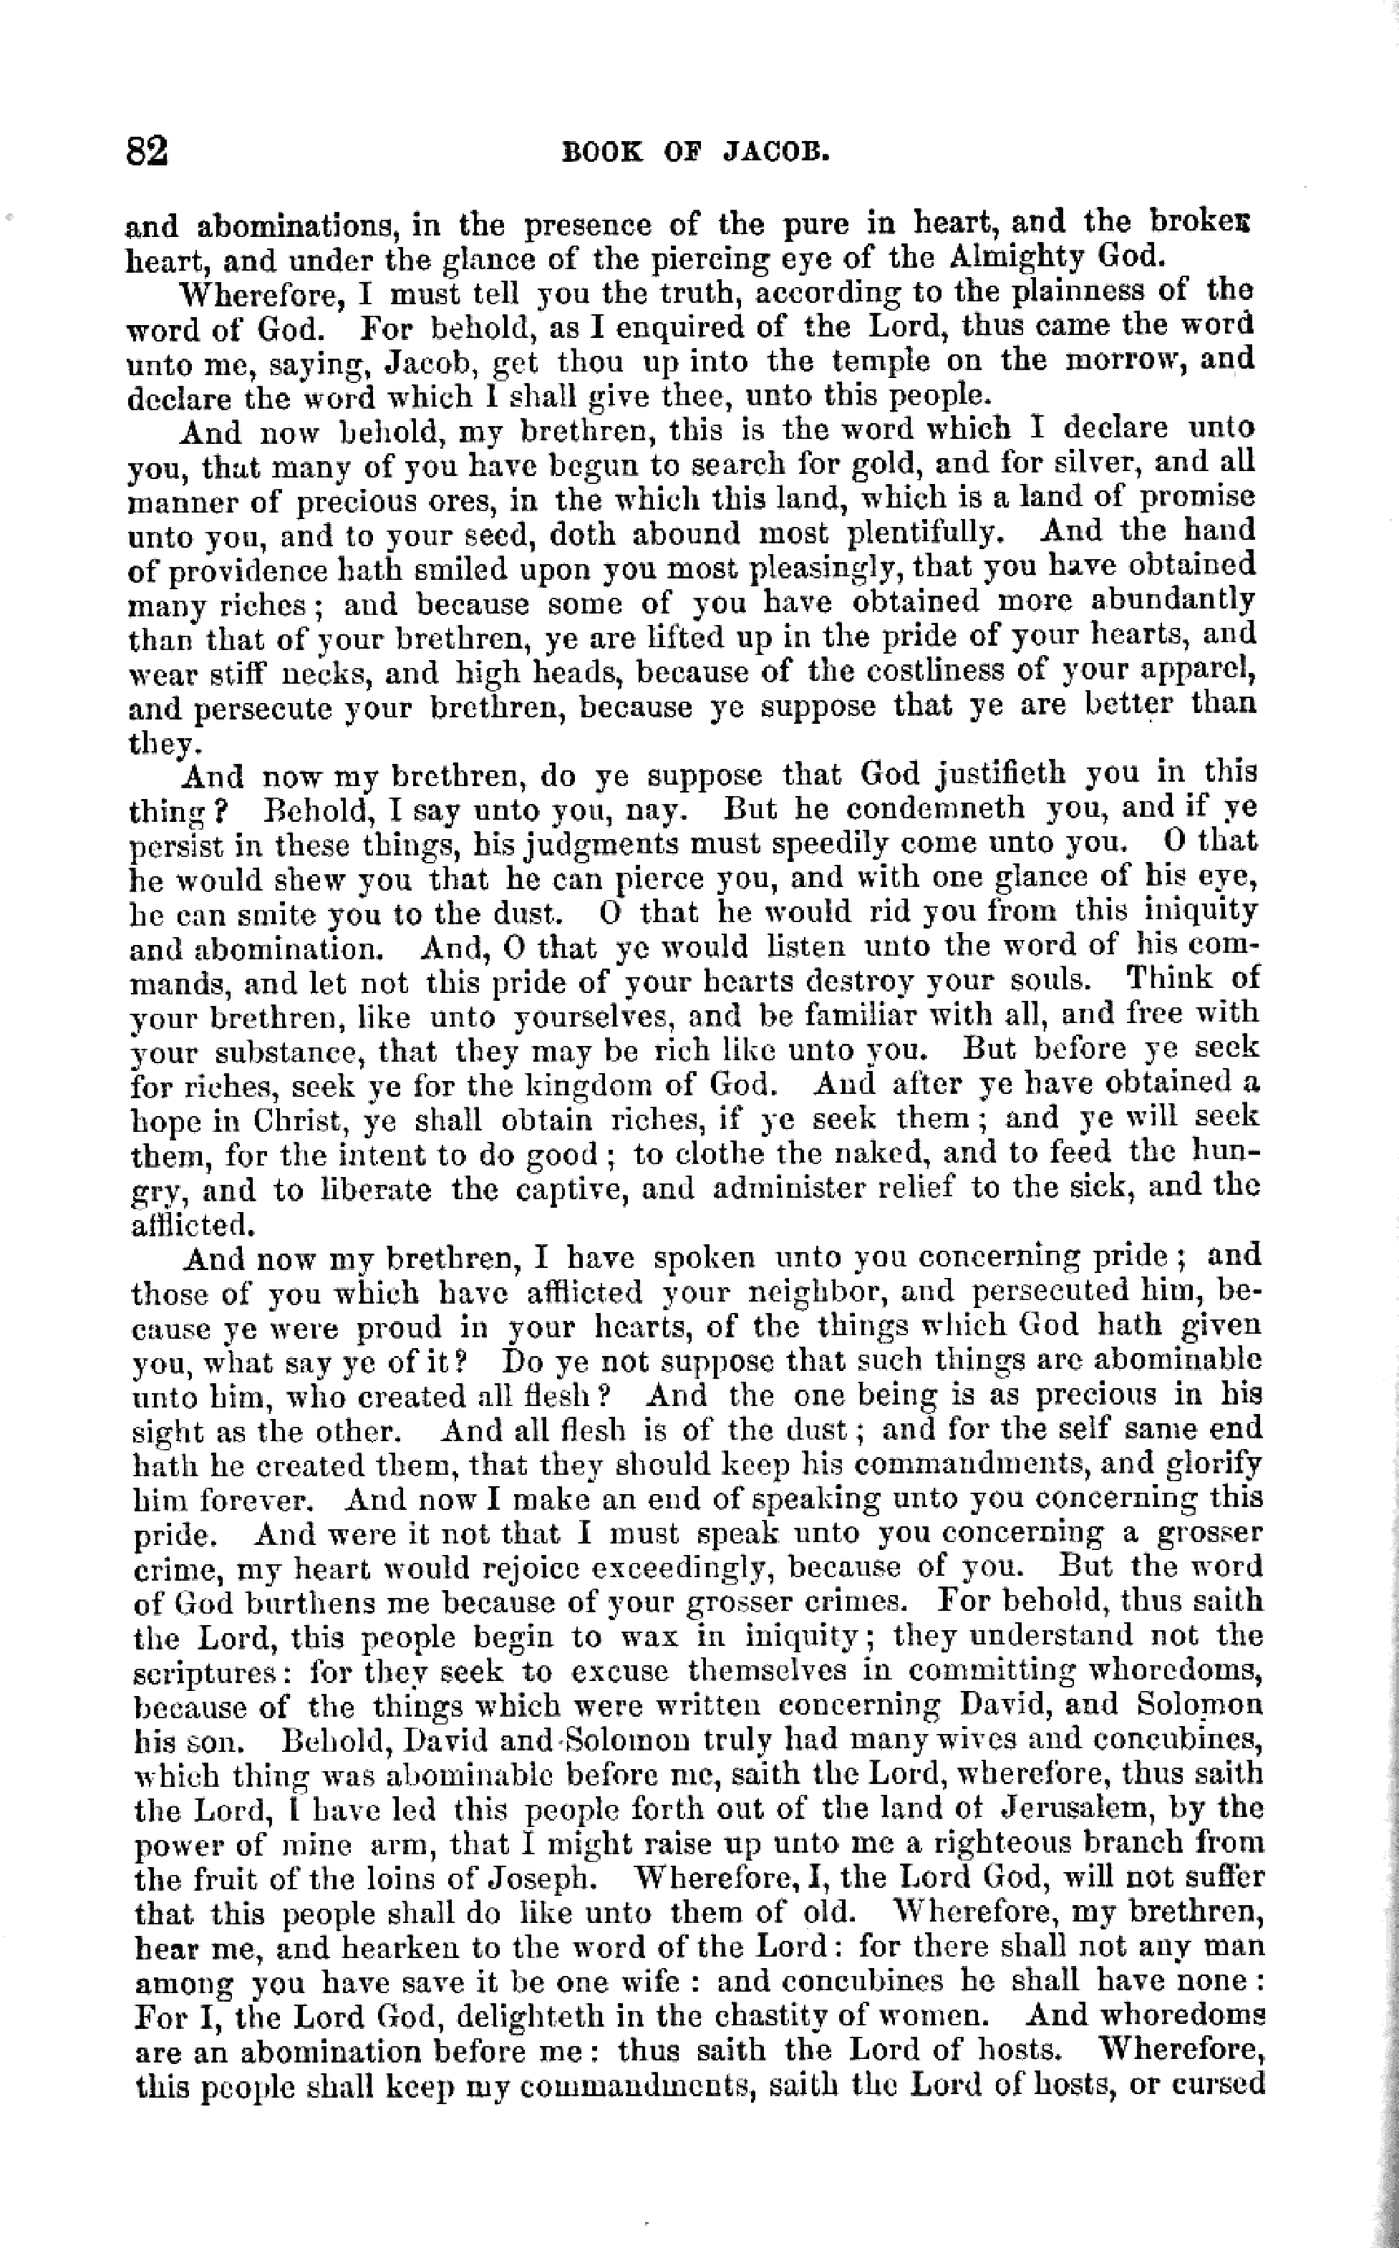 82 BOOK OF JACOB.
and abominations, in the presence of the pure in heart, and the broken
heart, and under the glance of the piercing eye of the Almighty God.
Wherefore, I must tell you the truth, according to the plainness of the
word of God. For behold, as I enquired of the Lord, thus came the word
unto me, saying, Jacob, get thou up into the temple on the morrow, and
declare the word which I shall give thee, unto this people.
And now behold, my brethren, this is the word which I declare unto
you, that many of you have begun to search for gold, and for silver, and all
manner of precious ores, in the which this land, which is a land of promise
unto you, and to your seed, doth abound most plentifully. And the hand
of providence hath smiled upon you most pleasingly, that you have obtained
many riches; and because some of you have obtained more abundantly
than that of your brethren, ye are lifted up in the pride of your hearts, and
wear stiff necks, and high heads, because of the costliness of your apparel,
and persecute your brethren, because ye suppose that ye are better than
they.
And now my brethren, do ye suppose that God justifieth you in this
thing? Behold, I say unto you, nay. But he condemneth you, and if ye
persist in these things, his judgments must speedily come unto you. O that
he would shew you that he can pierce you, and with one glance of his eye,
he can smite you to the dust. O that he would rid you from this iniquity
and abomination. And, O that ye would listen unto the word of his com-
mands, and let not this pride of your hearts destroy your souls. Think of
your brethren, like unto yourselves, and be familiar with all, and free with
your substance, that they may be rich like unto you. But before ye seek
for riches, seek ye for the kingdom of God. And after ye have obtained a
hope in Christ, ye shall obtain riches, if ye seek them; and ye will seek
them, for the intent to do good; to clothe the naked, and to feed the hun-
gry, and to liberate the captive, and administer relief to the sick, and the
afflicted.
And now my brethren, I have spoken unto you concerning pride; and
those of you which have afflicted your neighbor, and persecuted him, be-
cause ye were proud in your hearts, of the things which God hath given
you, what say ye of it? Do ye not suppose that such things are abominable
unto him, who created all flesh? And the one being is as precious in his
sight as the other. And all flesh is of the dust; and for the self same end
hath he created them, that they should keep his commandments, and glorify
him forever. And now I make an end of speaking unto you concerning this
pride. And were it not that I must speak unto you concerning a grosser
crime, my heart would rejoice exceedingly, because of you. But the word
of God burthens me because of your grosser crimes. For behold, thus saith
the Lord, this people begin to wax in iniquity; they understand not the
scriptures: for they seek to excuse themselves in committing whoredoms,
because of the things which were written concerning David, and Solomon
his son. Behold, David and Solomon truly had many wives and concubines,
which thing was abominable before me, saith the Lord, wherefore, thus saith
the Lord, I have led this people forth out of the land of Jerusalem, by the
power of mine arm, that I might raise up unto me a righteous branch from
the fruit of the loins of Joseph. Wherefore, I, the Lord God, will not suffer
that this people shall do like unto them of old. Wherefore, my brethren,
hear me, and hearken to the word of the Lord: for there shall not any man
among you have save it be one wife: and concubines he shall have none:
For I, the Lord God, delighteth in the chastity of women. And whoredoms
are an abomination before me: thus saith the Lord of hosts. Wherefore,
this people shall keep my commandments, saith the Lord of hosts, or cursed